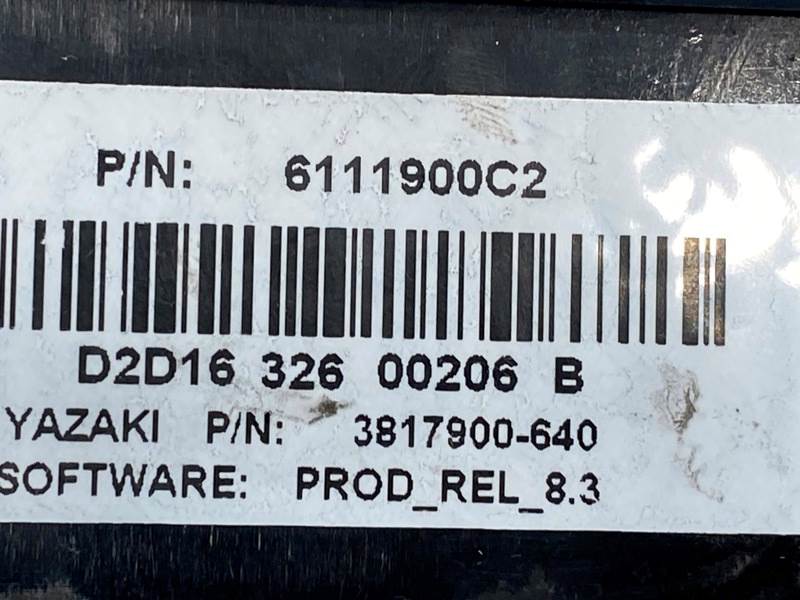 P/N: 6111900C2
D2D16 326 00206 B
YAZAKI P/N: 3817900-640
SOFTWARE: PROD_REL_8.3